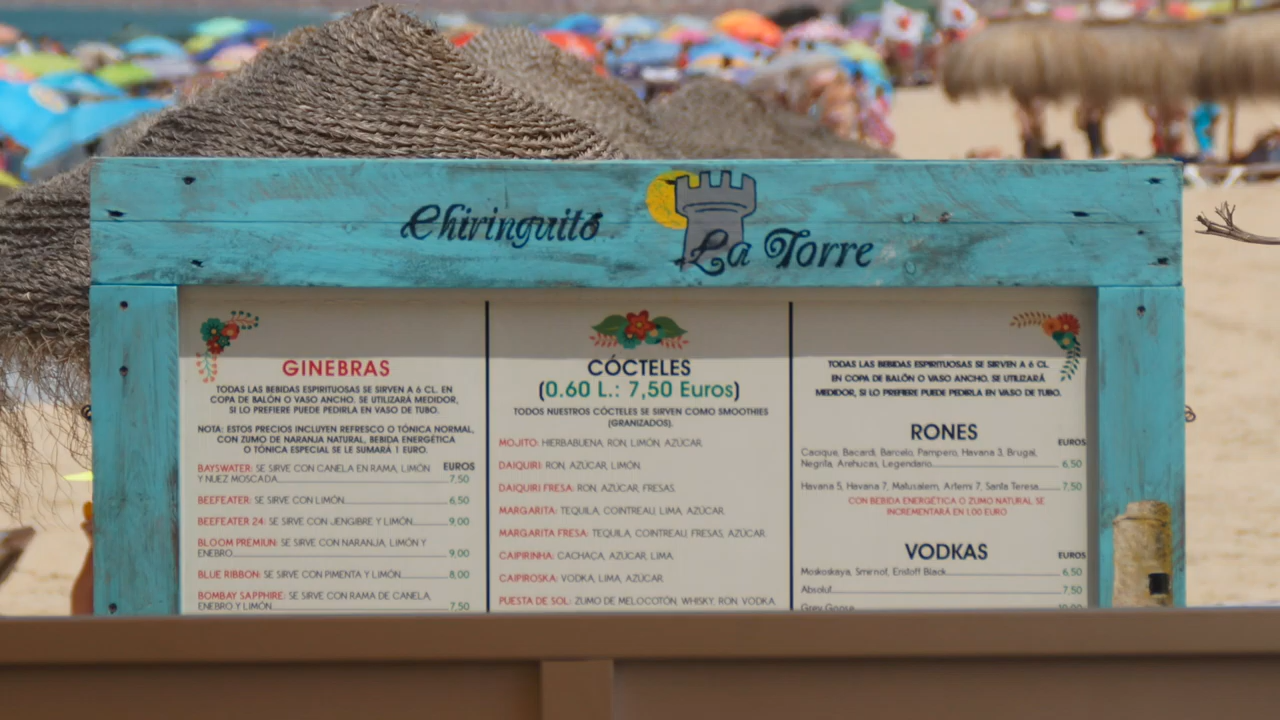 Chiringuito La Torre
GINEBRAS
TODAS LAS BEBIDAS ESPIRITUOSAS SE SIRVEN A 6 CL. EN
COPA DE BALÓN O VASO ANCHO. SE UTILIZARÁ MEDIDOR,
SI LO PREFIERE PUEDE PEDIRLA EN VASO DE TUBO.
NOTA: ESTOS PRECIOS INCLUYEN REFRESCO O TÓNICA NORMAL,
CON ZUMO DE NARANJA NATURAL, BEBIDA ENERGÉTICA
O TÓNICA ESPECIAL SE LE SUMARÁ 1 EURO.
EUROS
BAYSWATER: SE SIRVE CON CANELA EN RAMA, LIMÓN
Y NUEZ MOSCADA 7,50
BEEFEATER: SE SIRVE CON LIMÓN 6,50
BEEFEATER 24: SE SIRVE CON JENGIBRE Y LIMÓN 9,00
BLOOM PREMIUN: SE SIRVE CON NARANJA, LIMÓN Y
ENEBRO 9,00
BLUE RIBBON: SE SIRVE CON PIMENTA Y LIMÓN 8,00
BOMBAY SAPPHIRE: SE SIRVE CON RAMA DE CANELA,
ENEBRO Y LIMÓN 7,50
CÓCTELES
(0.60 L.: 7,50 Euros)
TODOS NUESTROS CÓCTELES SE SIRVEN COMO SMOOTHIES
(GRANIZADOS).
MOJITO: HIERBABUENA, RON, LIMÓN, AZÚCAR.
DAIQUIRI: RON, AZÚCAR, LIMÓN.
DAIQUIRI FRESA: RON, AZÚCAR, FRESAS.
MARGARITA: TEQUILA, COINTREAU, LIMA, AZÚCAR.
MARGARITA FRESA: TEQUILA, COINTREAU, FRESAS, AZÚCAR.
CAIPIRINHA: CACHAÇA, AZÚCAR, LIMA.
CAIPIROSKA: VODKA, LIMA, AZÚCAR.
PUESTA DE SOL: ZUMO DE MELOCOTÓN, WHISKY, RON, VODKA,
TODAS LAS BEBIDAS ESPIRITUOSAS SE SIRVEN A 6 CL.
EN COPA DE BALÓN O VASO ANCHO. SE UTILIZARÁ
MEDIDOR, SI LO PREFIERE PUEDE PEDIRLA EN VASO DE TUBO.
RONES
EUROS
Cacique, Bacardi, Barcelo, Pampero, Havana 3, Brugal,
Negrita, Arehucas, Legendario 6,50
Havana 5, Havana 7, Matusalem, Artemi 7, Santa Teresa 7,50
CON BEBIDA ENERGÉTICA O ZUMO NATURAL SE
INCREMENTARÁ EN 1,00 EURO
VODKAS
EUROS
Moskoskaya, Smirnof, Eristoff Black 6,50
Absolut 7,50
Grey Goose 10,00